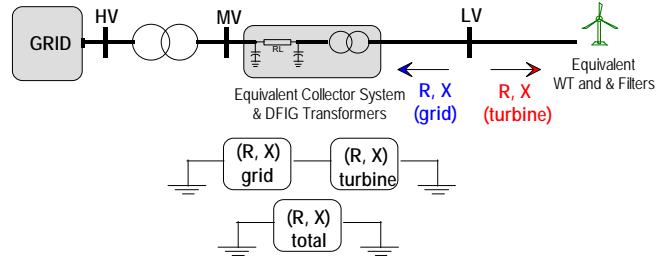 HV
MV
LV
GRID
RL
Equivalent Collector System
& DFIG Transformers
R, X
(grid)
R, X
(turbine)
Equivalent
WT and & Filters
(R, X)
grid
(R, X)
turbine
(R, X)
total